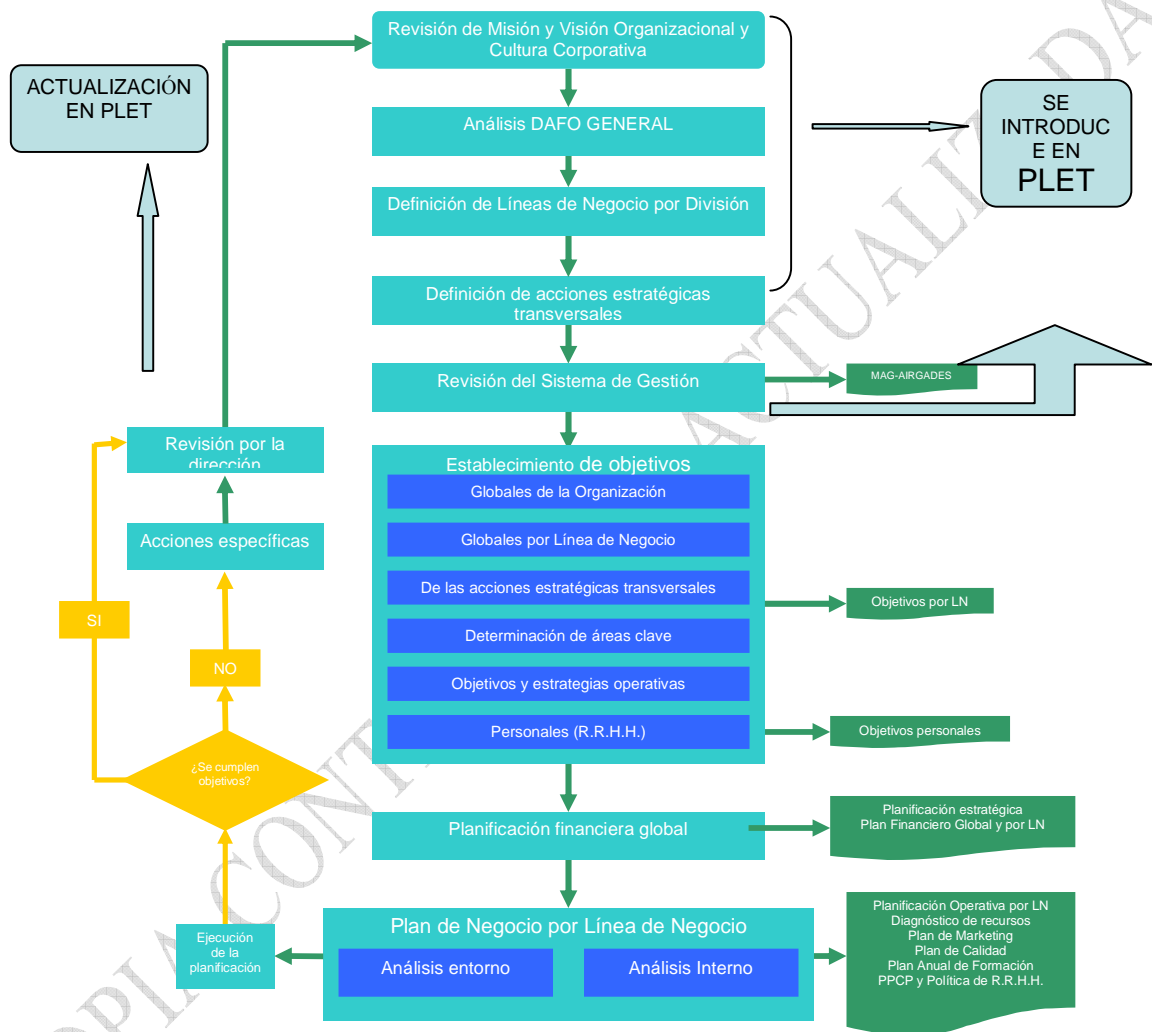 Revisión de Misión y Visión Organizacional y
Cultura Corporativa
ACTUALIZACIÓN
EN PLET
SE
INTRODUC
E EN
PLET
Análisis DAFO GENERAL
Definición de Líneas de Negocio por División
Definición de acciones estratégicas
transversales
Revisión del Sistema de Gestión
MAG-AIRGADES
Revisión por la
dirección
Establecimiento de objetivos
Globales de la Organización
Globales por Línea de Negocio
Acciones específicas
De las acciones estratégicas transversales
Objetivos por LN
SI
Determinación de áreas clave
NO
Objetivos y estrategias operativas
Personales (R.R.H.H.)
Objetivos personales
¿Se cumplen
objetivos?
Planificación financiera global
Planificación estratégica
Plan Financiero Global y por LN
Plan de Negocio por Línea de Negocio
Análisis entorno
Análisis Interno
Ejecución
de la
planificación
Planificación Operativa por LN
Diagnóstico de recursos
Plan de Marketing
Plan de Calidad
Plan Anual de Formación
PPCP y Política de R.R.H.H.